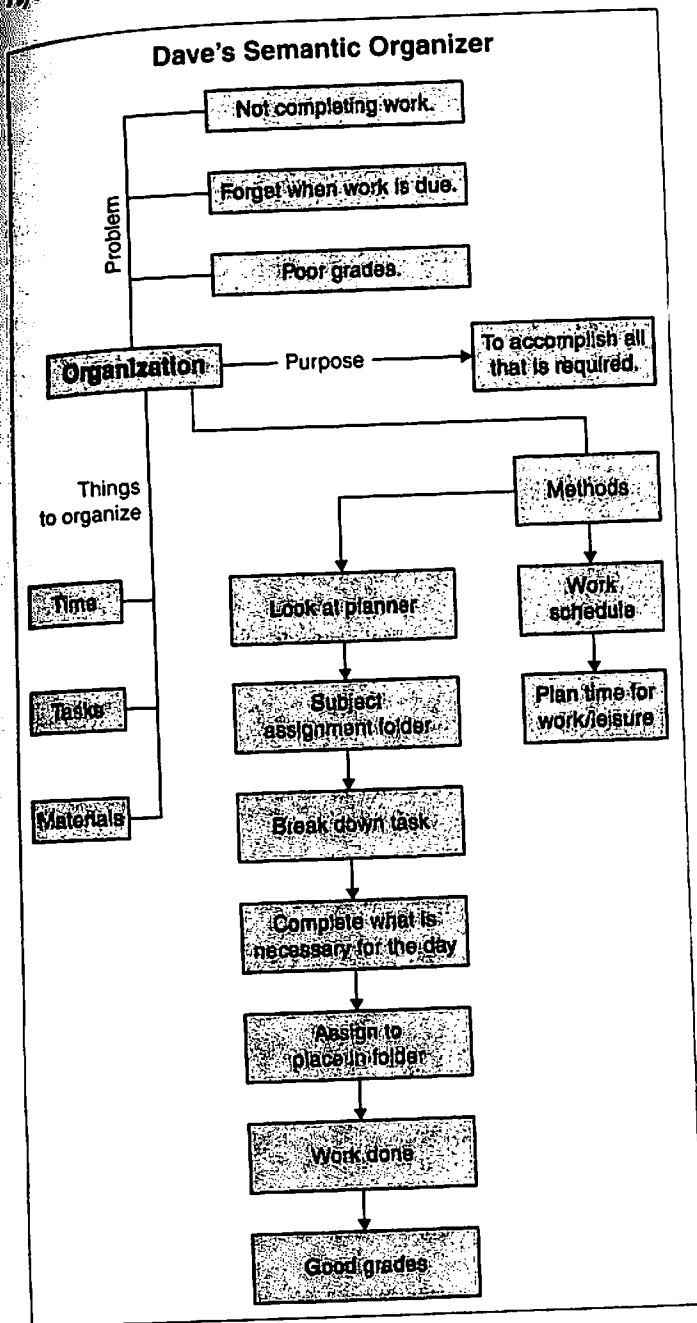 Dave's Semantic Organizer
Not completing work.
Forget when work is due.
Poor grades.
Problem
Organization
Purpose
To accomplish all
that is required.
Things
to organize
Time
Tasks
Materials
Methods
Look at planner
Subject
assignment folder
Break down task
Complete what is
necessary for the day
Assign to
place in folder
Work done
Good grades
Work
schedule
Plan time for
work/leisure